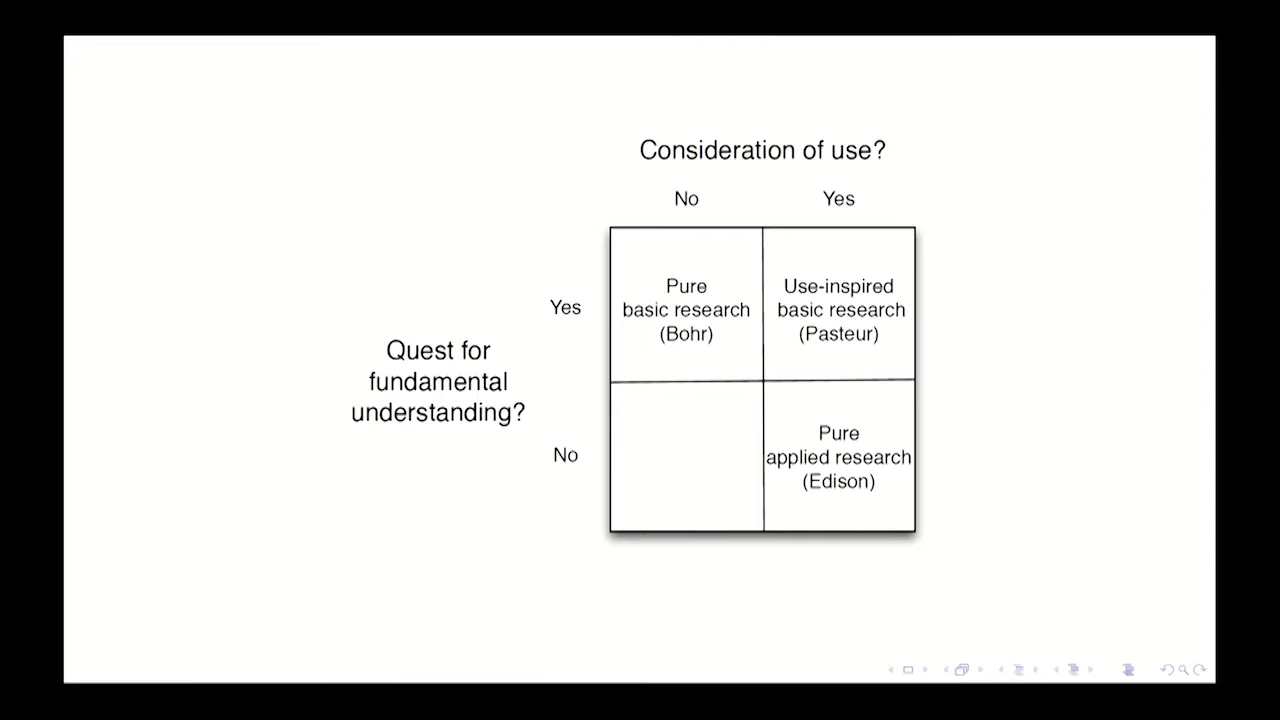 Consideration of use?
No
Yes
Quest for
fundamental
understanding?
Yes
Pure
basic research
(Bohr)
Use-inspired
basic research
(Pasteur)
No
Pure
applied research
(Edison)